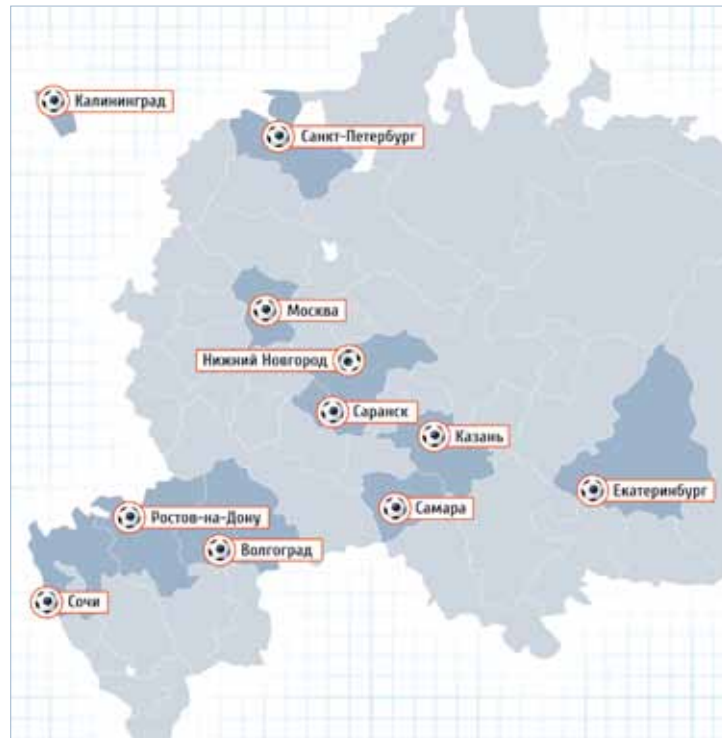 Калининград
Санкт-Петербург
Москва
Нижний Новгород
Саранск
Казань
Екатеринбург
Самара
Ростов-на-Дону
Волгоград
Сочи